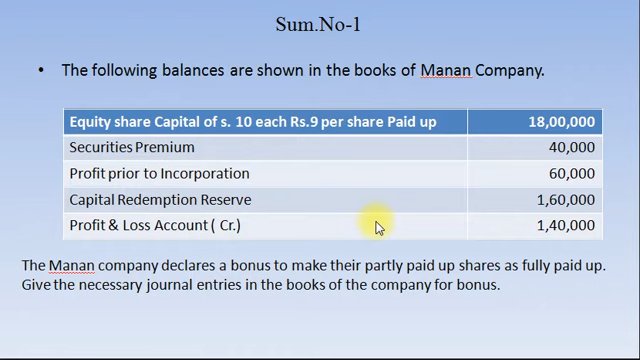 Sum.No-1
• The following balances are shown in the books of Manan Company.
Equity share Capital of s. 10 each Rs.9 per share Paid up 18,00,000
Securities Premium 40,000
Profit prior to Incorporation 60,000
Capital Redemption Reserve 1,60,000
Profit & Loss Account ( Cr.) 1,40,000
The Manan company declares a bonus to make their partly paid up shares as fully paid up.
Give the necessary journal entries in the books of the company for bonus.